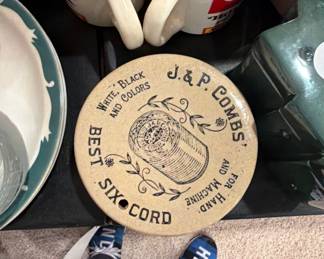 WHITE, BLACK
AND COLORS
J. & P. COMBS'
FOR HAND
AND MACHINE
BEST SIX CORD